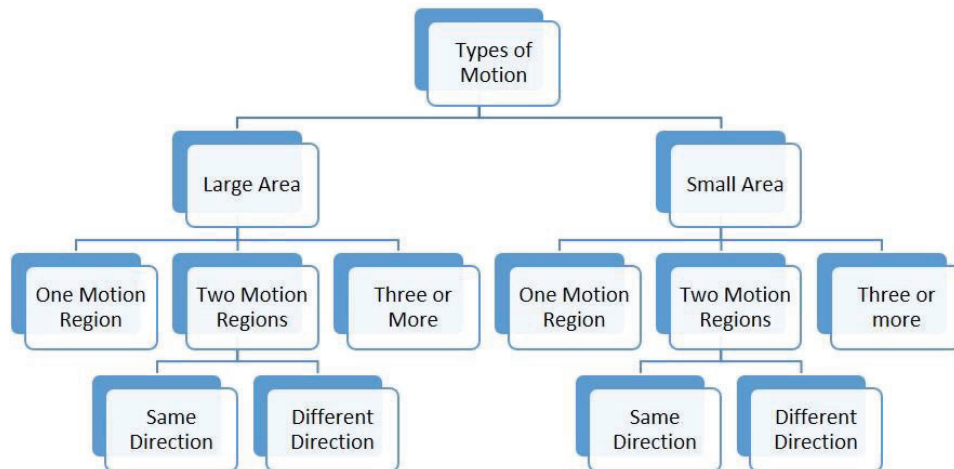 Types of
Motion
Large Area
Small Area
One Motion
Region
Two Motion
Regions
Three or
More
One Motion
Region
Two Motion
Regions
Three or
more
Same
Direction
Different
Direction
Same
Direction
Different
Direction